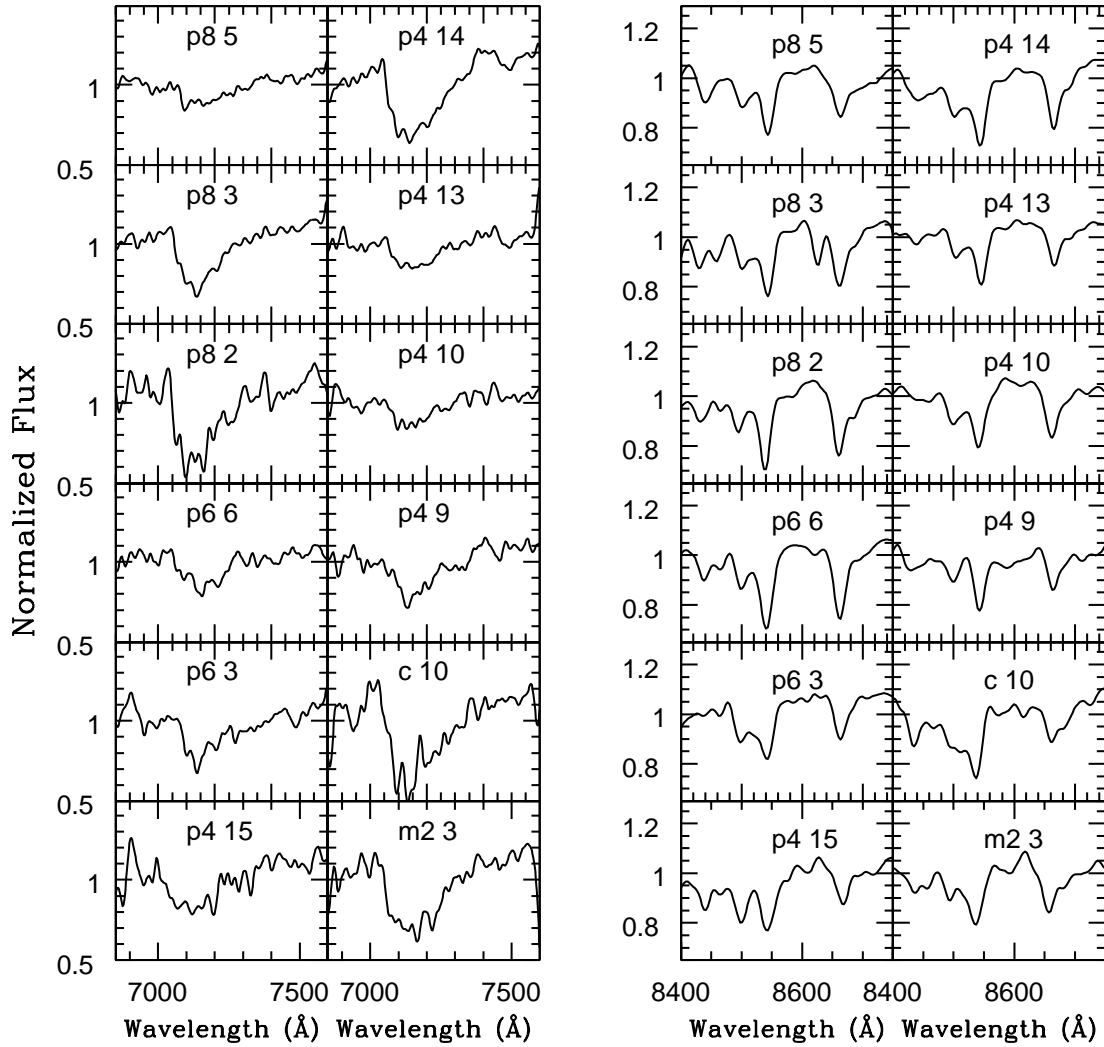 Normalized Flux
1
0.5
1
0.5
1
0.5
1
0.5
1
0.5
1
0.5
p8 5
p4 14
p8 3
p4 13
p8 2
p4 10
p6 6
p4 9
p6 3
c 10
p4 15
m2 3
7000
7500
7000
7500
Wavelength (Å)
Wavelength (Å)
1.2
1
0.8
1.2
1
0.8
1.2
1
0.8
1.2
1
0.8
1.2
1
0.8
1.2
1
0.8
p8 5
p4 14
p8 3
p4 13
p8 2
p4 10
p6 6
p4 9
p6 3
c 10
p4 15
m2 3
8400
8600
8400
8600
Wavelength (Å)
Wavelength (Å)